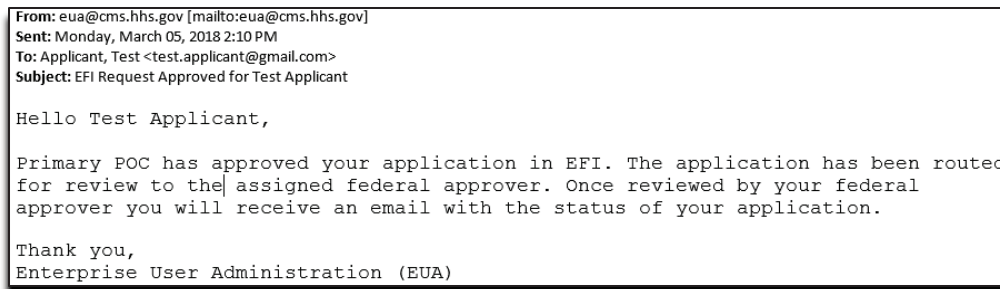 From: eua@cms.hhs.gov [mailto:eua@cms.hhs.gov]
Sent: Monday, March 05, 2018 2:10 PM
To: Applicant, Test <test.applicant@gmail.com>
Subject: EFI Request Approved for Test Applicant
Hello Test Applicant,
Primary POC has approved your application in EFI. The application has been routed
for review to the assigned federal approver. Once reviewed by your federal
approver you will receive an email with the status of your application.
Thank you,
Enterprise User Administration (EUA)